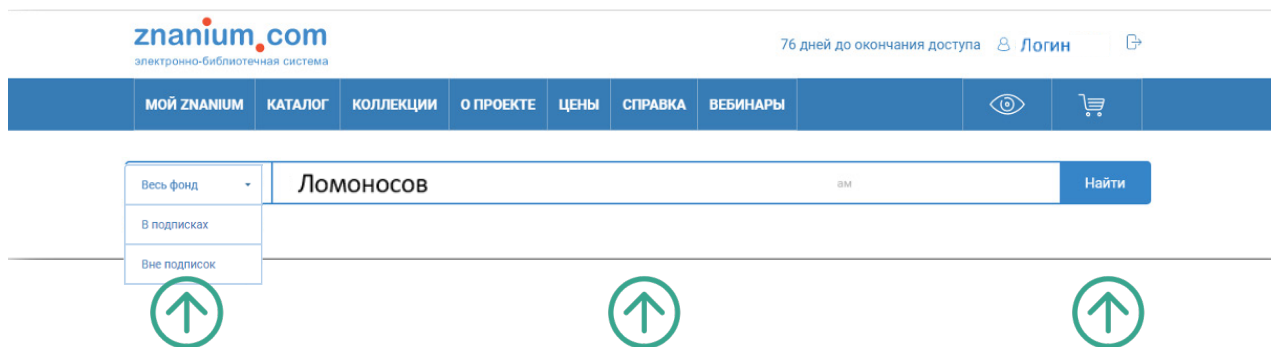 znanium.com
электронно-библиотечная система
76 дней до окончания доступа Логин
МОЙ ZNANIUM КАТАЛОГ КОЛЛЕКЦИИ О ПРОЕКТЕ ЦЕНЫ СПРАВКА ВЕБИНАРЫ
Весь фонд Ломоносов ам Найти
В подписках
Вне подписок